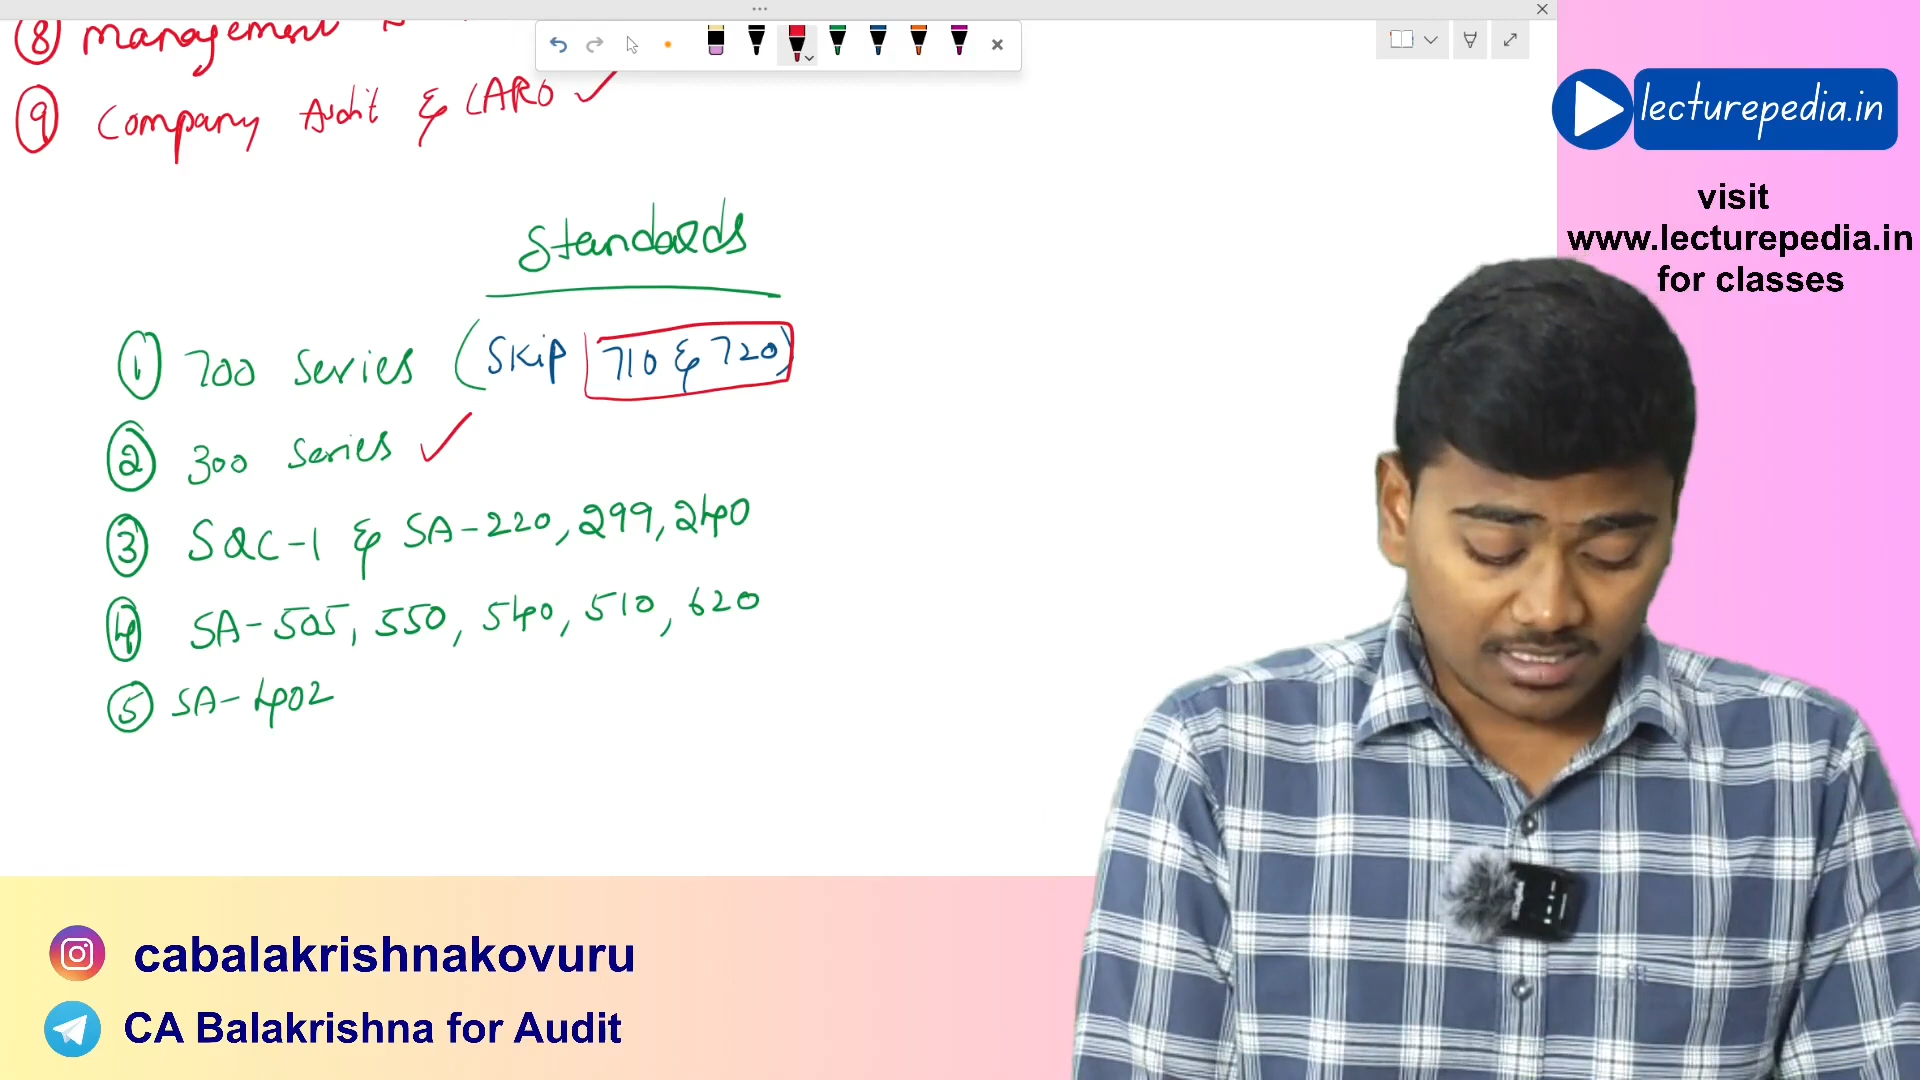 ⑧ management
⑨ Company Audit & CARO ✓
Standards
① 700 Series (Skip 710 & 720)
② 300 Series ✓
③ SQC-1 & SA-220, 299, 240
④ SA-505, 550, 540, 510, 620
⑤ SA-402
lecturepedia.in
visit
www.lecturepedia.in
for classes
cabalakrishnakovuru
CA Balakrishna for Audit